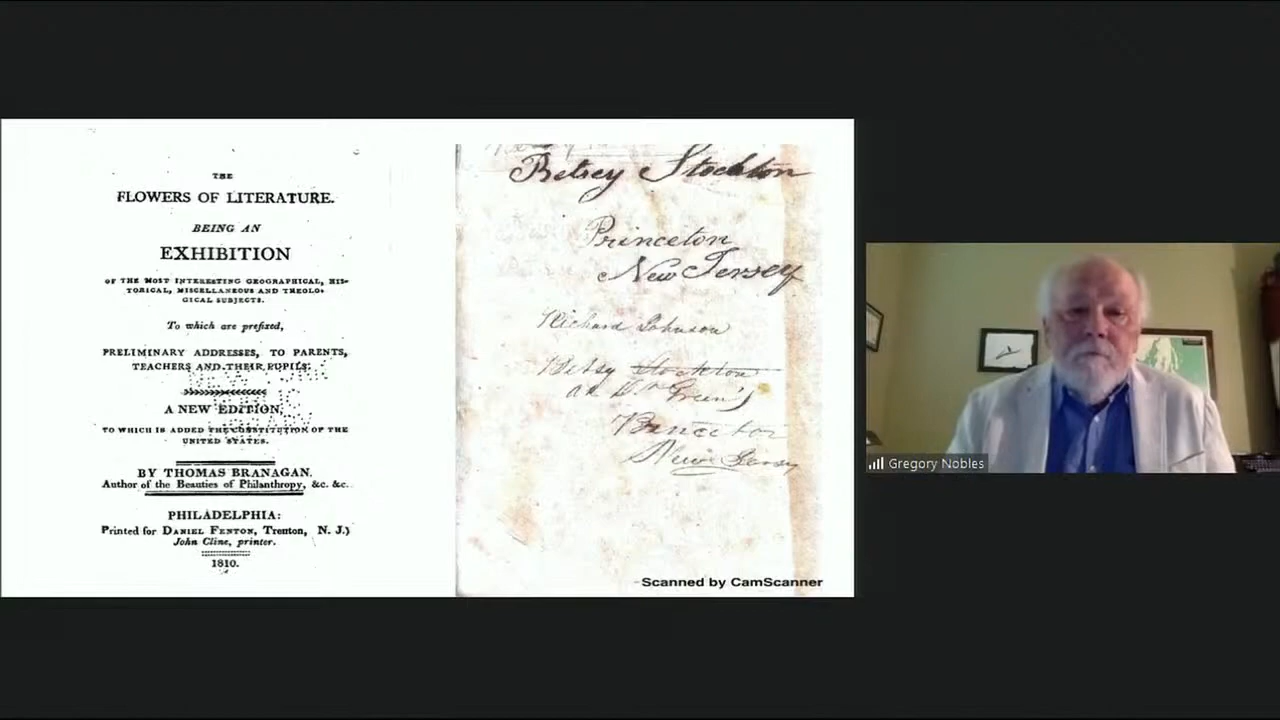 THE
FLOWERS OF LITERATURE.
BEING AN
EXHIBITION
OF THE MOST INTERESTING GEOGRAPHICAL, HIS-
TORICAL, MISCELLANEOUS AND THEOLO-
GICAL SUBJECTS.
To which are prefixed,
PRELIMINARY ADDRESSES, TO PARENTS,
TEACHERS AND THEIR PUPILS.
A NEW EDITION,
TO WHICH IS ADDED THE CONSTITUTION OF THE
UNITED STATES.
BY THOMAS BRANAGAN.
Author of the Beauties of Philanthropy, &c. &c.
PHILADELPHIA:
Printed for DANIEL FENTON, Trenton, N. J.)
John Cline, printer.
1810.
Betsey Stockton
Princeton
New Jersey
Richard Johnson
Betsy Stockton
at Dr Green's
Princeton
New Jersey
Scanned by CamScanner
Gregory Nobles